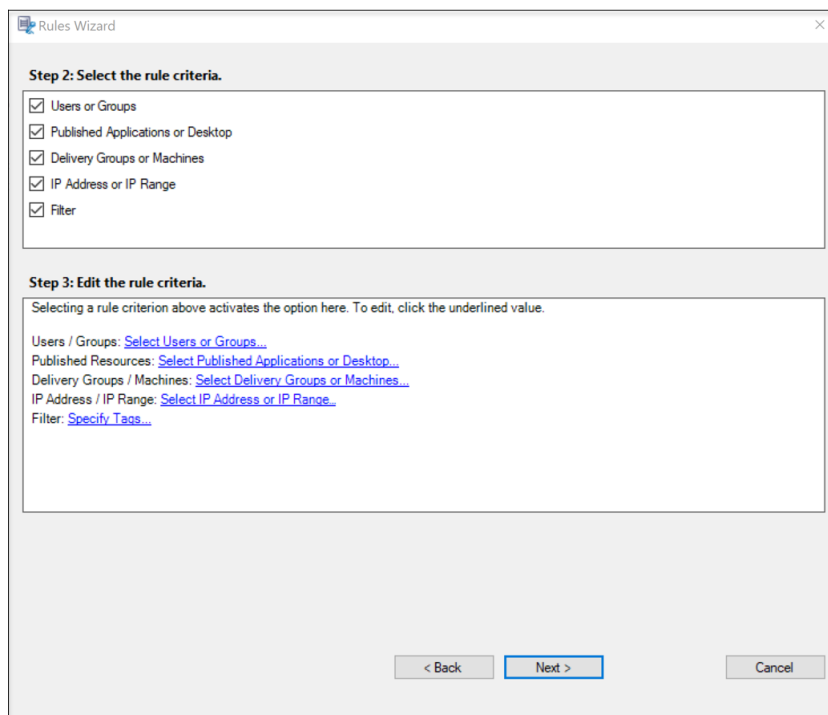 Rules Wizard
Step 2: Select the rule criteria.
Users or Groups
Published Applications or Desktop
Delivery Groups or Machines
IP Address or IP Range
Filter
Step 3: Edit the rule criteria.
Selecting a rule criterion above activates the option here. To edit, click the underlined value.
Users / Groups: Select Users or Groups...
Published Resources: Select Published Applications or Desktop...
Delivery Groups / Machines: Select Delivery Groups or Machines...
IP Address / IP Range: Select IP Address or IP Range...
Filter: Specify Tags...
< Back Next > Cancel